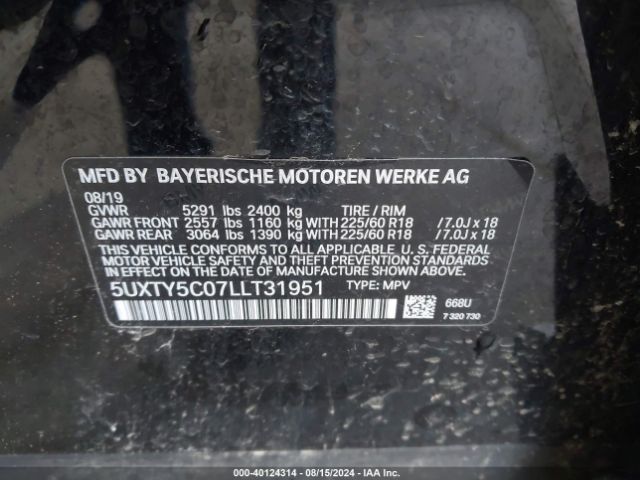 MFD BY BAYERISCHE MOTOREN WERKE AG
08/19
GVWR 5291 lbs 2400 kg TIRE / RIM
GAWR FRONT 2557 lbs 1160 kg WITH 225/60 R18 / 7.0J x 18
GAWR REAR 3064 lbs 1390 kg WITH 225/60 R18 / 7.0J x 18
THIS VEHICLE CONFORMS TO ALL APPLICABLE U. S. FEDERAL
MOTOR VEHICLE SAFETY, BUMPER, AND THEFT PREVENTION
STANDARDS IN EFFECT ON THE DATE OF MANUFACTURE SHOWN ABOVE.
5UXTY5C07LLT31951 TYPE: MPV
668U
7 320 730
000-40124314 - 08/15/2024 - IAA Inc.